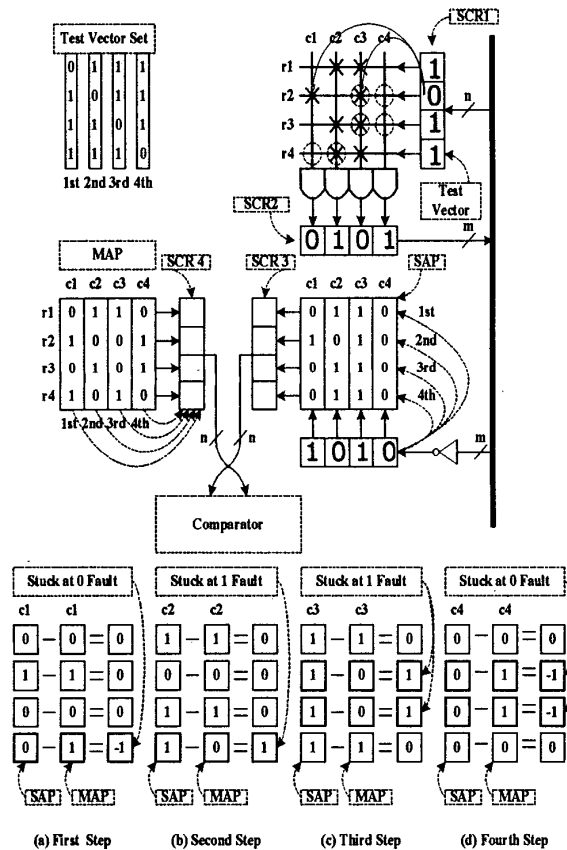 c1 c2 c3 c4
SCR1
Test Vector Set
r1
1
0 1 1 1
r2
0
n
1 0 1 1
r3
1
1 1 0 1
r4
1
1 1 1 0
1st 2nd 3rd 4th
Test Vector
SCR2
0 1 0 1
m
MAP
SCR 4
SCR 3
SAP
c1 c2 c3 c4
c1 c2 c3 c4
r1 0 1 1 0
0 1 1 0
1st
r2 1 0 0 1
1 0 1 0
2nd
r3 0 1 0 1
0 1 1 0
3rd
r4 1 0 1 0
0 1 1 0
4th
1st 2nd 3rd 4th
n
n
1 0 1 0
m
Comparator
Stuck at 0 Fault
Stuck at 1 Fault
Stuck at 1 Fault
Stuck at 0 Fault
c1 c1
c2 c2
c3 c3
c4 c4
0 - 0 = 0
1 - 1 = 0
1 - 1 = 0
0 - 0 = 0
1 - 1 = 0
0 - 0 = 0
1 - 0 = 1
0 - 1 = -1
0 - 0 = 0
1 - 1 = 0
1 - 0 = 1
0 - 1 = -1
0 - 1 = -1
1 - 0 = 1
1 - 1 = 0
0 - 0 = 0
SAP MAP
SAP MAP
SAP MAP
SAP MAP
(a) First Step
(b) Second Step
(c) Third Step
(d) Fourth Step